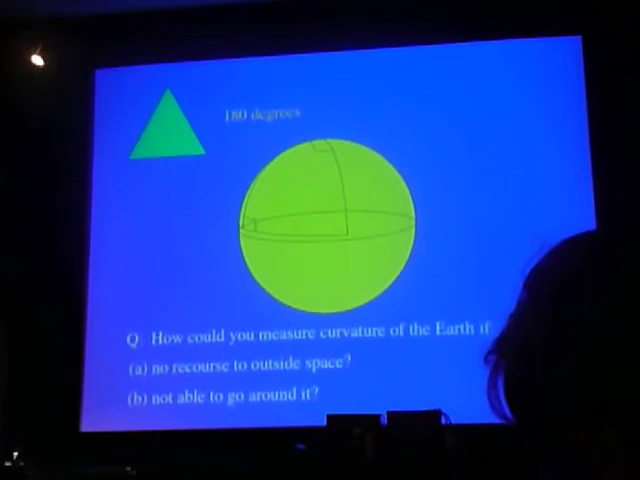 180 degrees
Q: How could you measure curvature of the Earth if:
(a) no recourse to outside space?
(b) not able to go around it?